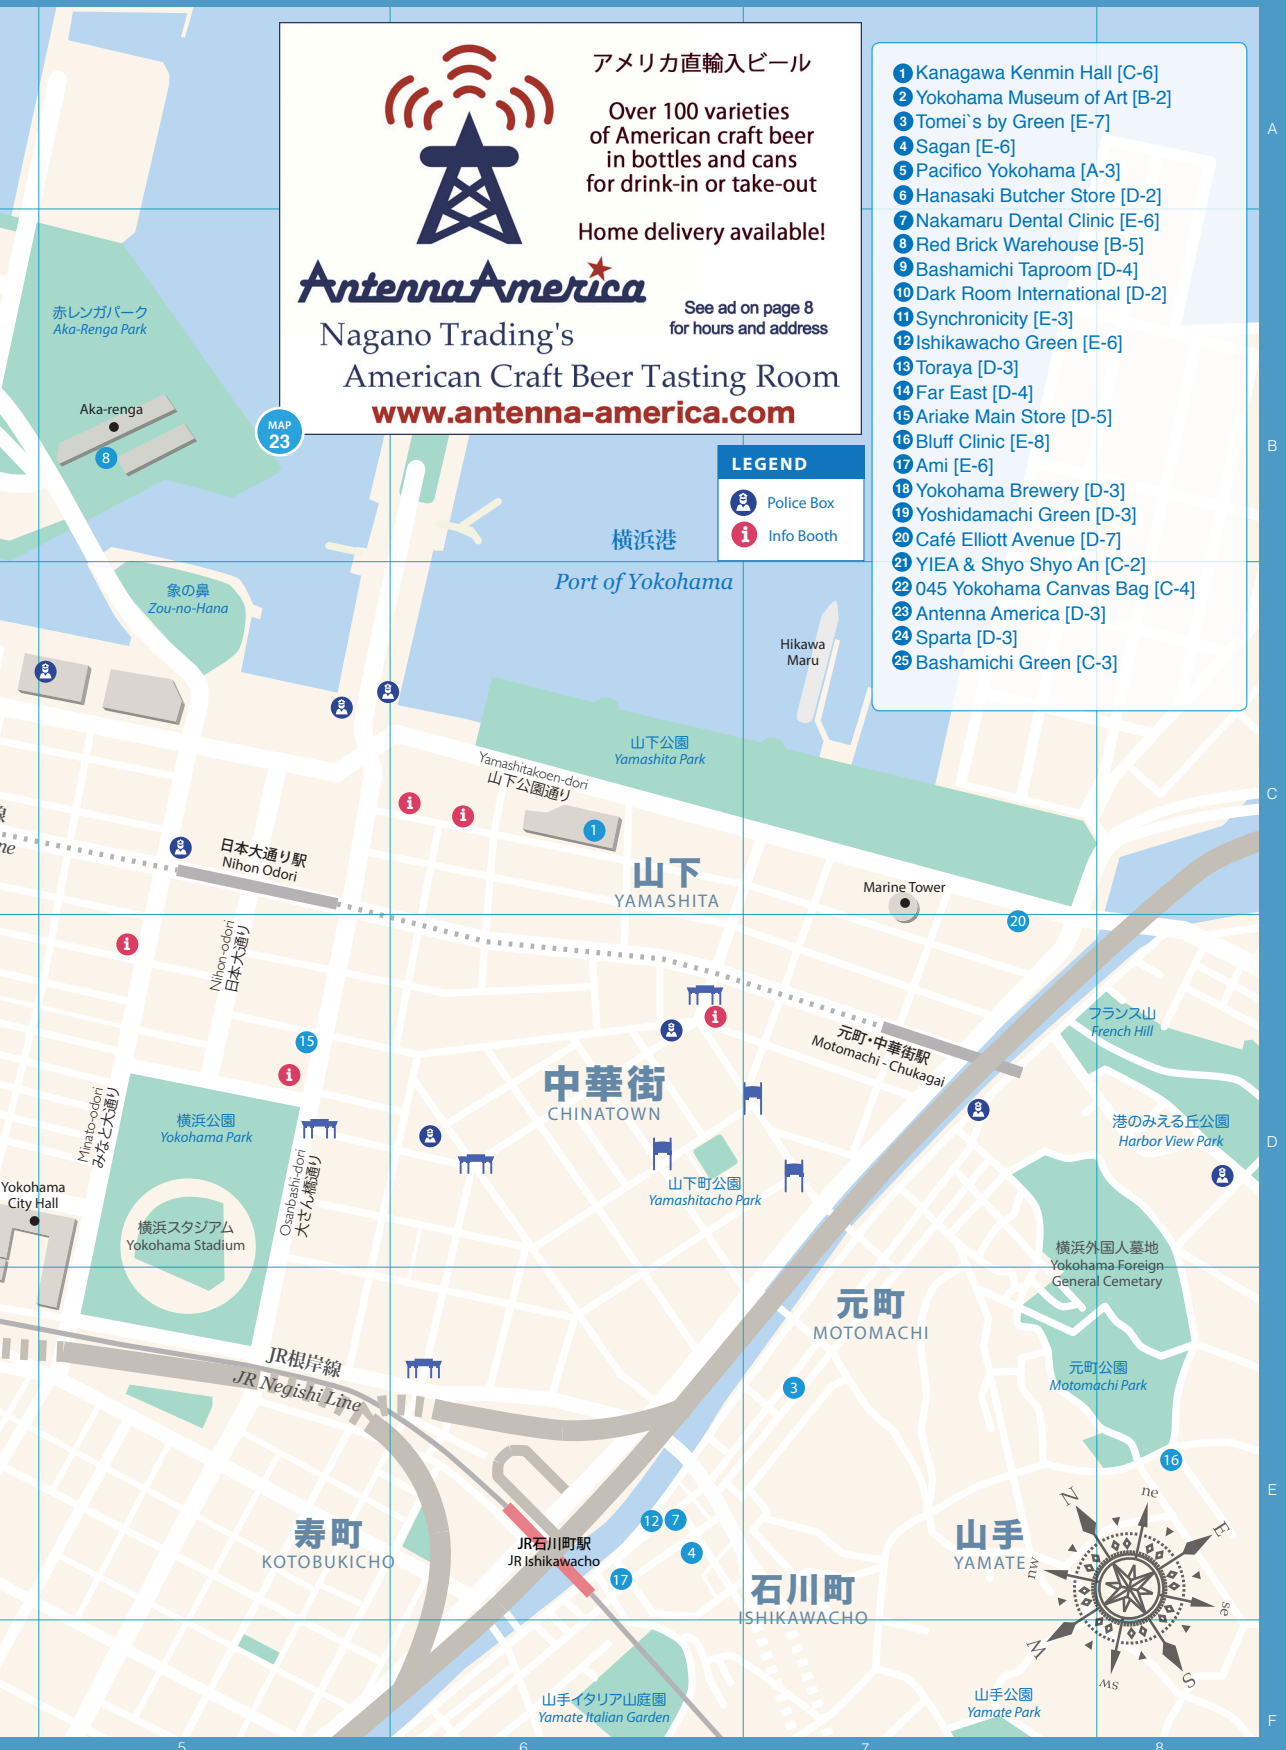 アメリカ直輸入ビール
Over 100 varieties
of American craft beer
in bottles and cans
for drink-in or take-out
Home delivery available!
Antenna America
See ad on page 8
for hours and address
Nagano Trading's
American Craft Beer Tasting Room
www.antenna-america.com
MAP
23
1 Kanagawa Kenmin Hall [C-6]
2 Yokohama Museum of Art [B-2]
3 Tomei`s by Green [E-7]
4 Sagan [E-6]
5 Pacifico Yokohama [A-3]
6 Hanasaki Butcher Store [D-2]
7 Nakamaru Dental Clinic [E-6]
8 Red Brick Warehouse [B-5]
9 Bashamichi Taproom [D-4]
10 Dark Room International [D-2]
11 Synchronicity [E-3]
12 Ishikawacho Green [E-6]
13 Toraya [D-3]
14 Far East [D-4]
15 Ariake Main Store [D-5]
16 Bluff Clinic [E-8]
17 Ami [E-6]
18 Yokohama Brewery [D-3]
19 Yoshidamachi Green [D-3]
20 Café Elliott Avenue [D-7]
21 YIEA & Shyo Shyo An [C-2]
22 045 Yokohama Canvas Bag [C-4]
23 Antenna America [D-3]
24 Sparta [D-3]
25 Bashamichi Green [C-3]
A
B
C
D
E
F
LEGEND
Police Box
i Info Booth
赤レンガパーク
Aka-Renga Park
Aka-renga
8
横浜港
Port of Yokohama
象の鼻
Zou-no-Hana
Hikawa
Maru
山下公園
Yamashita Park
Yamashitakoen-dori
山下公園通り
i
i
1
線
ne
日本大通り駅
Nihon Odori
山下
YAMASHITA
Marine Tower
20
i
Nihon-odori
日本大通り
15
i
i
フランス山
French Hill
元町・中華街駅
Motomachi - Chukagai
中華街
CHINATOWN
Minato-odori
みなと大通り
横浜公園
Yokohama Park
港のみえる丘公園
Harbor View Park
Osanbashi-dori
大さん橋通り
山下町公園
Yamashitacho Park
Yokohama
City Hall
横浜スタジアム
Yokohama Stadium
横浜外国人墓地
Yokohama Foreign
General Cemetary
元町
MOTOMACHI
JR根岸線
JR Negishi Line
元町公園
Motomachi Park
3
16
寿町
KOTOBUKICHO
JR石川町駅
JR Ishikawacho
12
7
4
17
山手
YAMATE
石川町
ISHIKAWACHO
N
ne
E
se
S
sw
W
nw
山手イタリア山庭園
Yamate Italian Garden
山手公園
Yamate Park
5
6
7
8